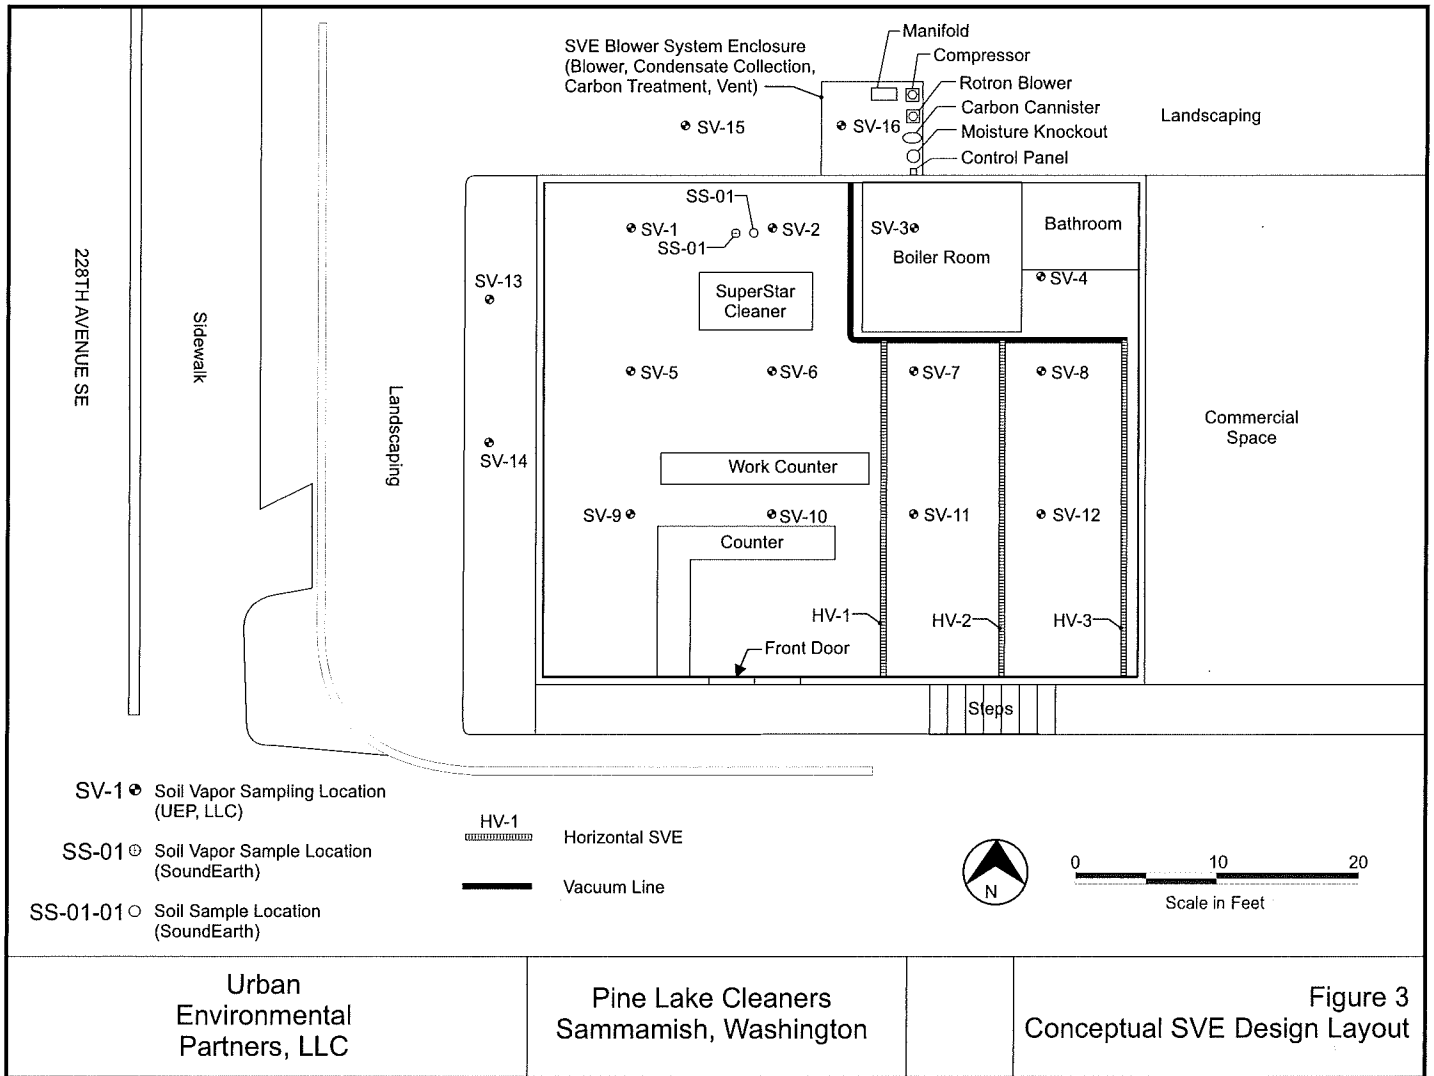 Manifold
SVE Blower System Enclosure
(Blower, Condensate Collection,
Carbon Treatment, Vent)
Compressor
Rotron Blower
Carbon Cannister
Moisture Knockout
Control Panel
Landscaping
SV-15
SV-16
SS-01
SV-1
SS-01
SV-2
SV-3
Boiler Room
Bathroom
SV-4
SV-13
SuperStar
Cleaner
228TH AVENUE SE
Sidewalk
Landscaping
SV-5
SV-6
SV-7
SV-8
Commercial
Space
SV-14
Work Counter
SV-9
SV-10
SV-11
SV-12
Counter
HV-1
HV-2
HV-3
Front Door
Steps
SV-1
Soil Vapor Sampling Location
(UEP, LLC)
SS-01
Soil Vapor Sample Location
(SoundEarth)
SS-01-01
Soil Sample Location
(SoundEarth)
HV-1
Horizontal SVE
Vacuum Line
N
0 10 20
Scale in Feet
Urban
Environmental
Partners, LLC
Pine Lake Cleaners
Sammamish, Washington
Figure 3
Conceptual SVE Design Layout